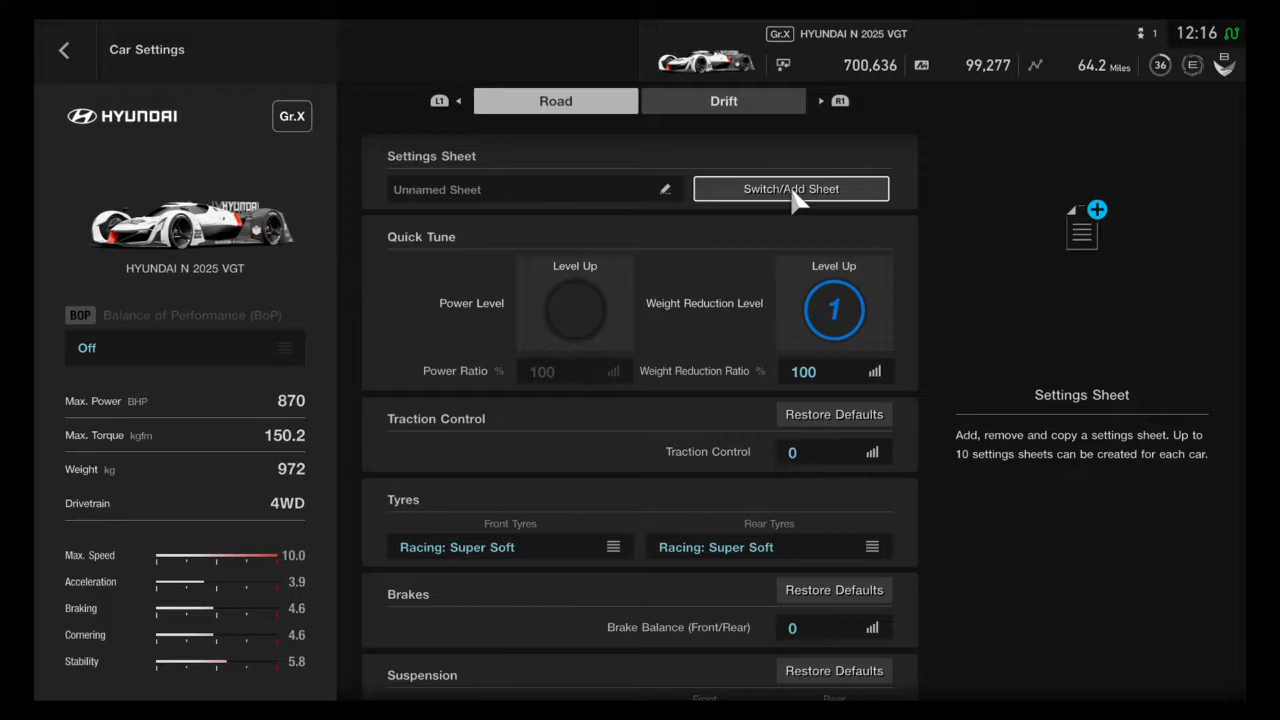 Car Settings
Gr.X HYUNDAI N 2025 VGT
1 12:16
700,636 99,277 64.2 Miles 36 E B
HYUNDAI Gr.X
HYUNDAI
HYUNDAI N 2025 VGT
BOP Balance of Performance (BoP)
Off
Max. Power BHP 870
Max. Torque kgfm 150.2
Weight kg 972
Drivetrain 4WD
Max. Speed 10.0
Acceleration 3.9
Braking 4.6
Cornering 4.6
Stability 5.8
L1 Road Drift R1
Settings Sheet
Unnamed Sheet Switch/Add Sheet
Quick Tune
Level Up Level Up
Power Level Weight Reduction Level 1
Power Ratio % 100 Weight Reduction Ratio % 100
Traction Control Restore Defaults
Traction Control 0
Tyres
Front Tyres Rear Tyres
Racing: Super Soft Racing: Super Soft
Brakes Restore Defaults
Brake Balance (Front/Rear) 0
Suspension Restore Defaults
Front Rear
Settings Sheet
Add, remove and copy a settings sheet. Up to
10 settings sheets can be created for each car.